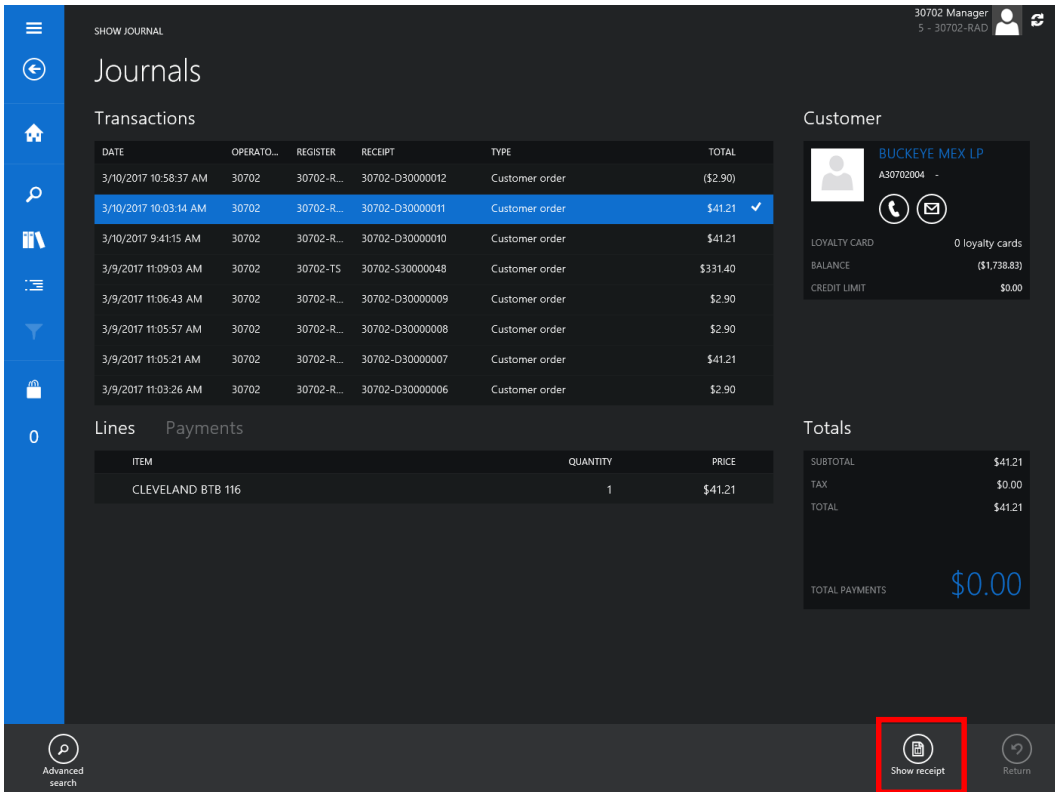 30702 Manager
5 - 30702-RAD
SHOW JOURNAL
Journals
Transactions
DATE OPERATO... REGISTER RECEIPT TYPE TOTAL
3/10/2017 10:58:37 AM 30702 30702-R... 30702-D30000012 Customer order ($2.90)
3/10/2017 10:03:14 AM 30702 30702-R... 30702-D30000011 Customer order $41.21
3/10/2017 9:41:15 AM 30702 30702-R... 30702-D30000010 Customer order $41.21
3/9/2017 11:09:03 AM 30702 30702-TS 30702-S30000048 Customer order $331.40
3/9/2017 11:06:43 AM 30702 30702-R... 30702-D30000009 Customer order $2.90
3/9/2017 11:05:57 AM 30702 30702-R... 30702-D30000008 Customer order $2.90
3/9/2017 11:05:21 AM 30702 30702-R... 30702-D30000007 Customer order $41.21
3/9/2017 11:03:26 AM 30702 30702-R... 30702-D30000006 Customer order $2.90
Customer
BUCKEYE MEX LP
A30702004 -
LOYALTY CARD 0 loyalty cards
BALANCE ($1,738.83)
CREDIT LIMIT $0.00
0
Lines Payments
ITEM QUANTITY PRICE
CLEVELAND BTB 116 1 $41.21
Totals
SUBTOTAL $41.21
TAX $0.00
TOTAL $41.21
TOTAL PAYMENTS $0.00
Advanced
search
Show receipt
Return